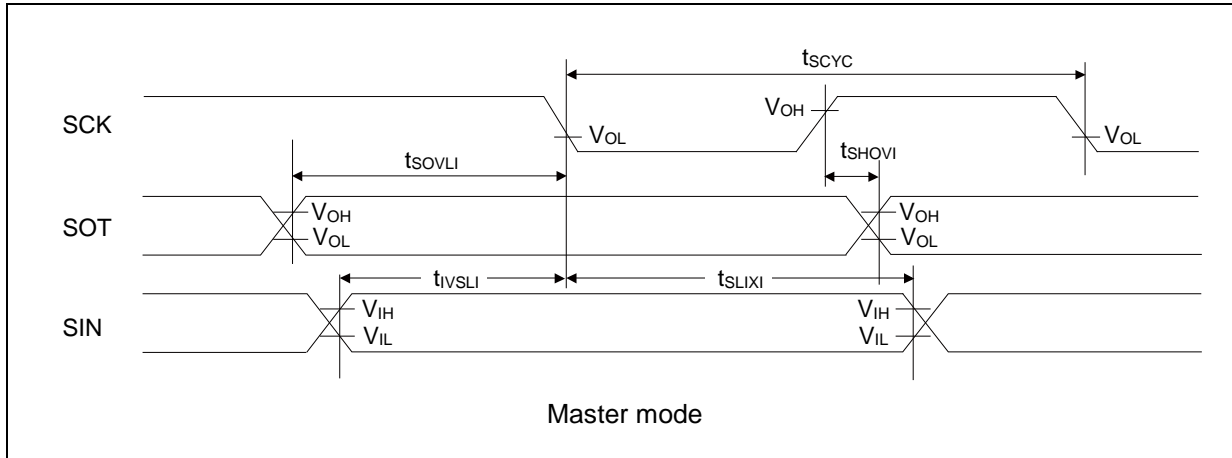 tSCYC
SCK
VOH
VOL
VOL
tSOVLI
tSHOVI
SOT
VOH
VOL
VOH
VOL
tIVSLI
tSLIXI
SIN
VIH
VIL
VIH
VIL
Master mode